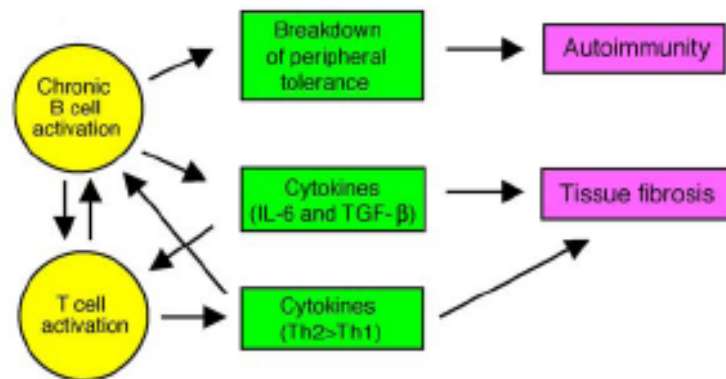 Breakdown
of peripheral
tolerance
Autoimmunity
Chronic
B cell
activation
Cytokines
(IL-6 and TGF-β)
Tissue fibrosis
T cell
activation
Cytokines
(Th2>Th1)